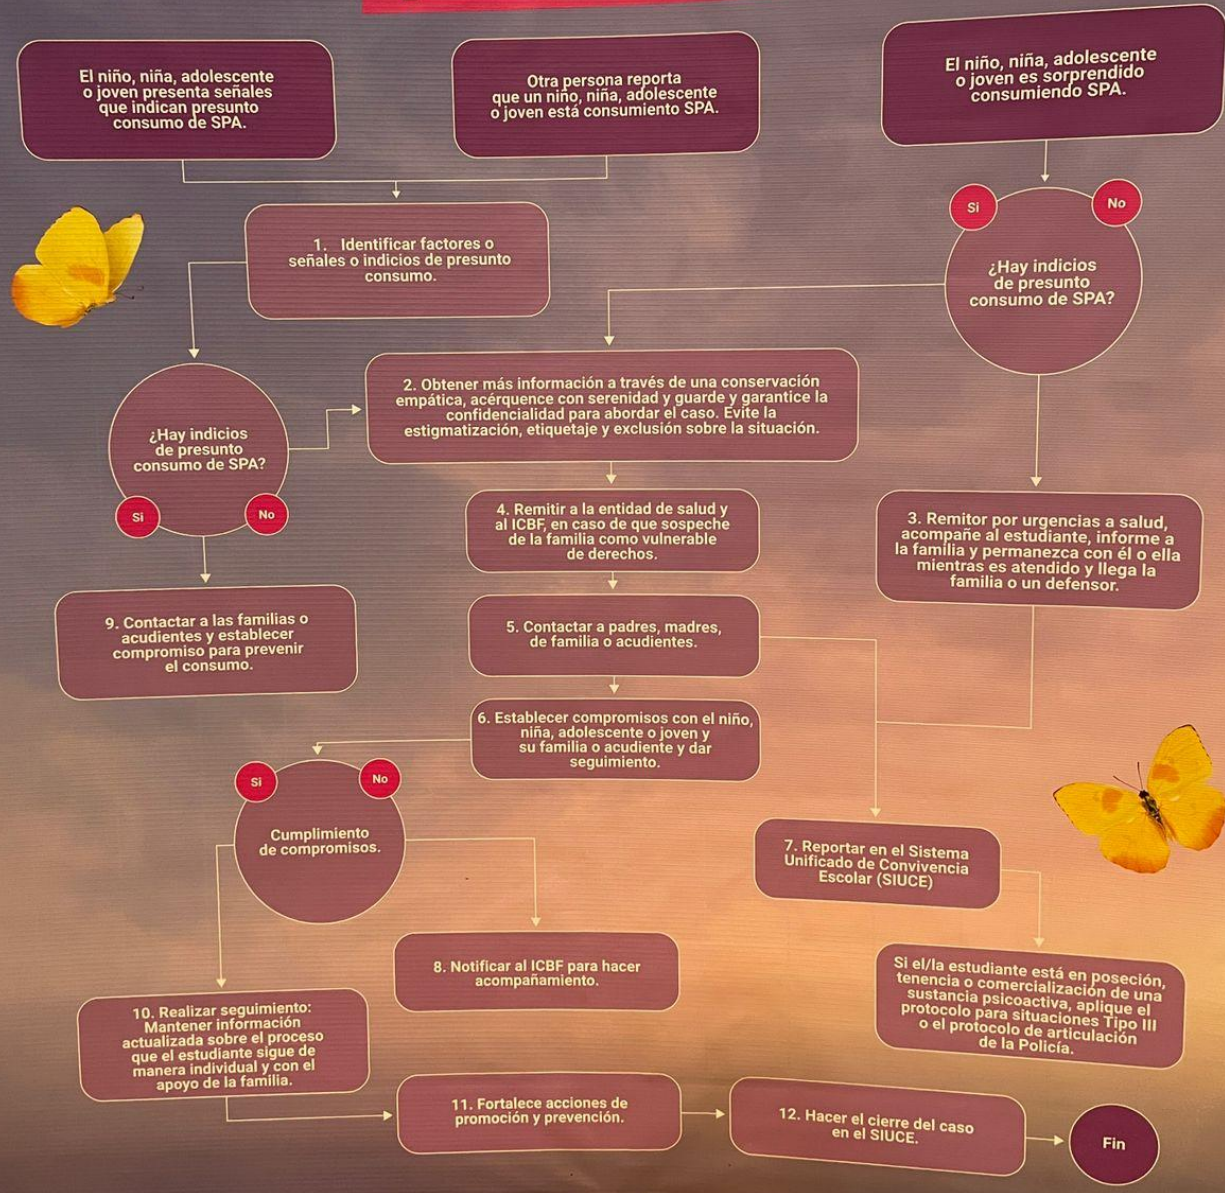 El niño, niña, adolescente
o joven presenta señales
que indican presunto
consumo de SPA.
Otra persona reporta
que un niño, niña, adolescente
o joven está consumiento SPA.
El niño, niña, adolescente
o joven es sorprendido
consumiendo SPA.
1. Identificar factores o
señales o indicios de presunto
consumo.
Si
No
¿Hay indicios
de presunto
consumo de SPA?
2. Obtener más información a través de una conservación
empática, acérquence con serenidad y guarde y garantice la
confidencialidad para abordar el caso. Evite la
estigmatización, etiquetaje y exclusión sobre la situación.
¿Hay indicios
de presunto
consumo de SPA?
Si
No
4. Remitir a la entidad de salud y
al ICBF, en caso de que sospeche
de la familia como vulnerable
de derechos.
3. Remitor por urgencias a salud,
acompañe al estudiante, informe a
la familia y permanezca con él o ella
mientras es atendido y llega la
familia o un defensor.
9. Contactar a las familias o
acudientes y establecer
compromiso para prevenir
el consumo.
5. Contactar a padres, madres,
de familia o acudientes.
6. Establecer compromisos con el niño,
niña, adolescente o joven y
su familia o acudiente y dar
seguimiento.
Si
No
Cumplimiento
de compromisos.
7. Reportar en el Sistema
Unificado de Convivencia
Escolar (SIUCE)
8. Notificar al ICBF para hacer
acompañamiento.
Si el/la estudiante está en poseción,
tenencia o comercialización de una
sustancia psicoactiva, aplique el
protocolo para situaciones Tipo III
o el protocolo de articulación
de la Policía.
10. Realizar seguimiento:
Mantener información
actualizada sobre el proceso
que el estudiante sigue de
manera individual y con el
apoyo de la familia.
11. Fortalece acciones de
promoción y prevención.
12. Hacer el cierre del caso
en el SIUCE.
Fin